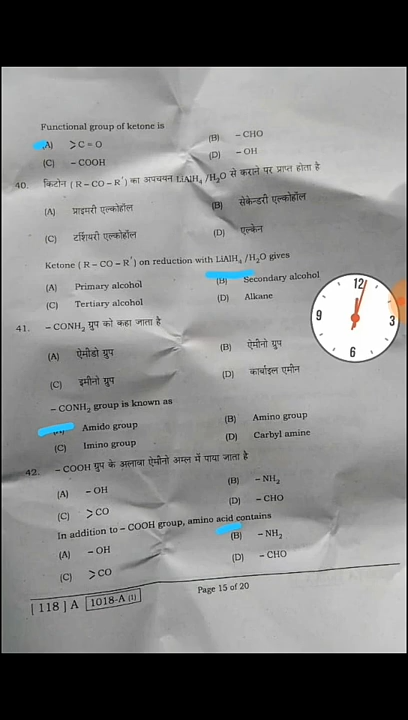 Functional group of ketone is
(A) >C=O (B) – CHO
(C) – COOH (D) – OH
40. किटोन ( R – CO – R′ ) का अपचयन LiAlH₄ /H₂O से कराने पर प्राप्त होता है
(A) प्राइमरी एल्कोहॉल (B) सेकेन्डरी एल्कोहॉल
(C) टर्शियरी एल्कोहॉल (D) एल्केन
Ketone ( R – CO – R′ ) on reduction with LiAlH₄ /H₂O gives
(A) Primary alcohol (B) Secondary alcohol
(C) Tertiary alcohol (D) Alkane
12
9 3
6
41. – CONH₂ ग्रुप को कहा जाता है
(A) ऐमीडो ग्रुप (B) ऐमीनो ग्रुप
(C) इमीनो ग्रुप (D) कार्बाइल एमीन
– CONH₂ group is known as
Amido group (B) Amino group
(C) Imino group (D) Carbyl amine
42. – COOH ग्रुप के अलावा ऐमीनो अम्ल में पाया जाता है
(A) – OH (B) – NH₂
(C) >CO (D) – CHO
In addition to – COOH group, amino acid contains
(A) – OH (B) – NH₂
(C) >CO (D) – CHO
[ 118 ] A 1018-A (1) Page 15 of 20